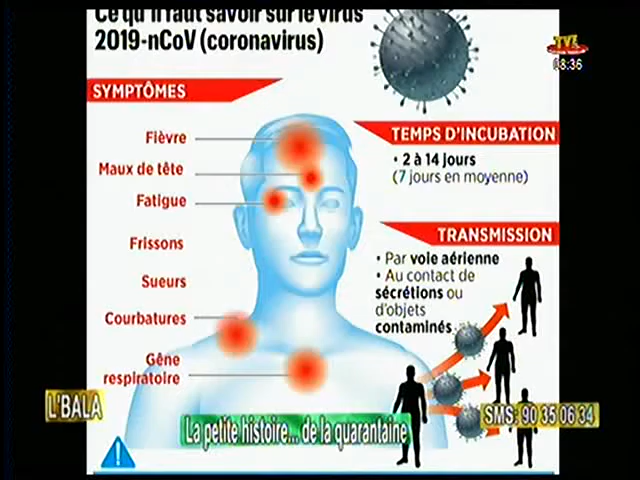 Ce qu'il faut savoir sur le virus
2019-nCoV (coronavirus)
TVT
08:36
SYMPTÔMES
Fièvre
Maux de tête
Fatigue
Frissons
Sueurs
Courbatures
Gêne
respiratoire
TEMPS D'INCUBATION
• 2 à 14 jours
(7 jours en moyenne)
TRANSMISSION
• Par voie aérienne
• Au contact de
sécrétions ou
d'objets
contaminés
L'BALA
La petite histoire... de la quarantaine
SMS: 90 35 06 34